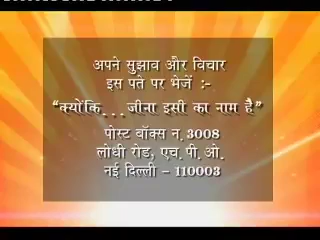 अपने सुझाव और विचार
इस पते पर भेजें :-
“क्योंकि...जीना इसी का नाम है”
पोस्ट बॉक्स न.3008
लोधी रोड, एच.पी.ओ.
नई दिल्ली - 110003